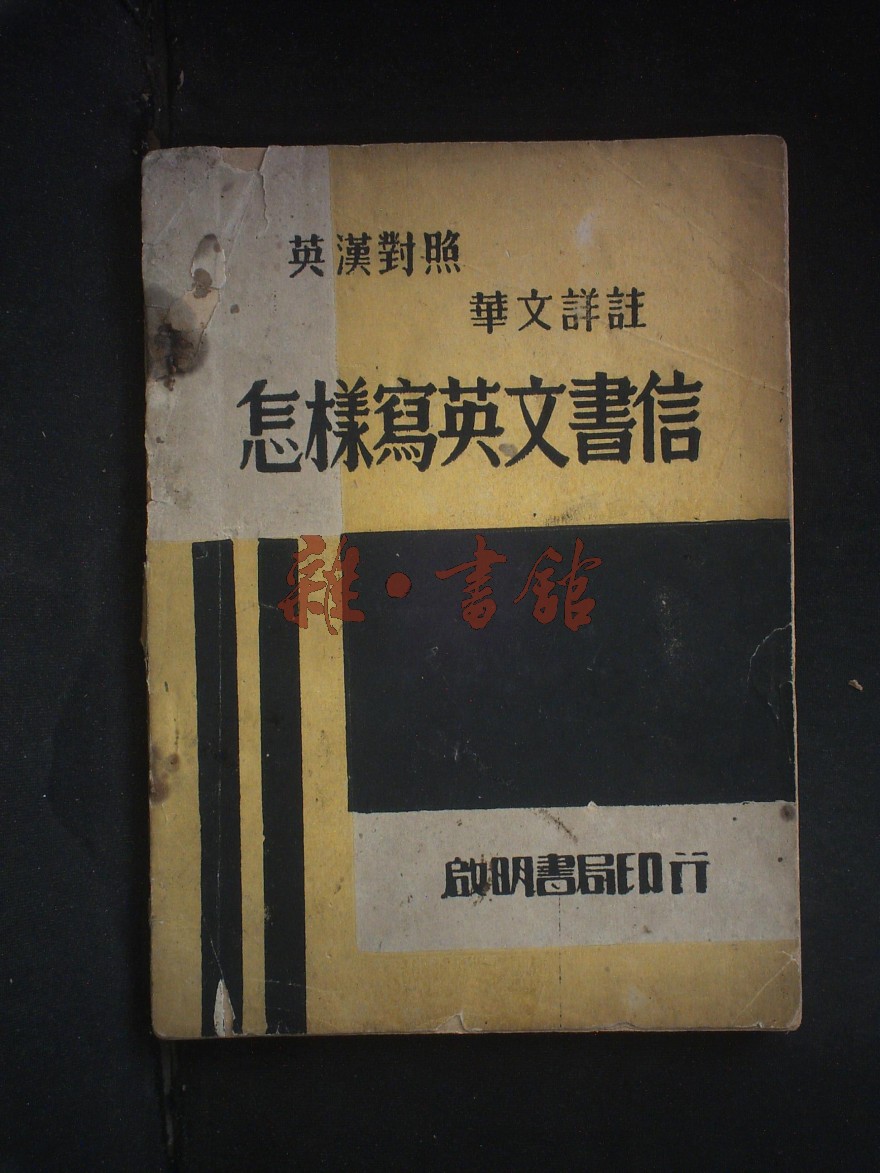 英漢對照
華文詳註
怎樣寫英文書信
雜·書館
啟明書局印行